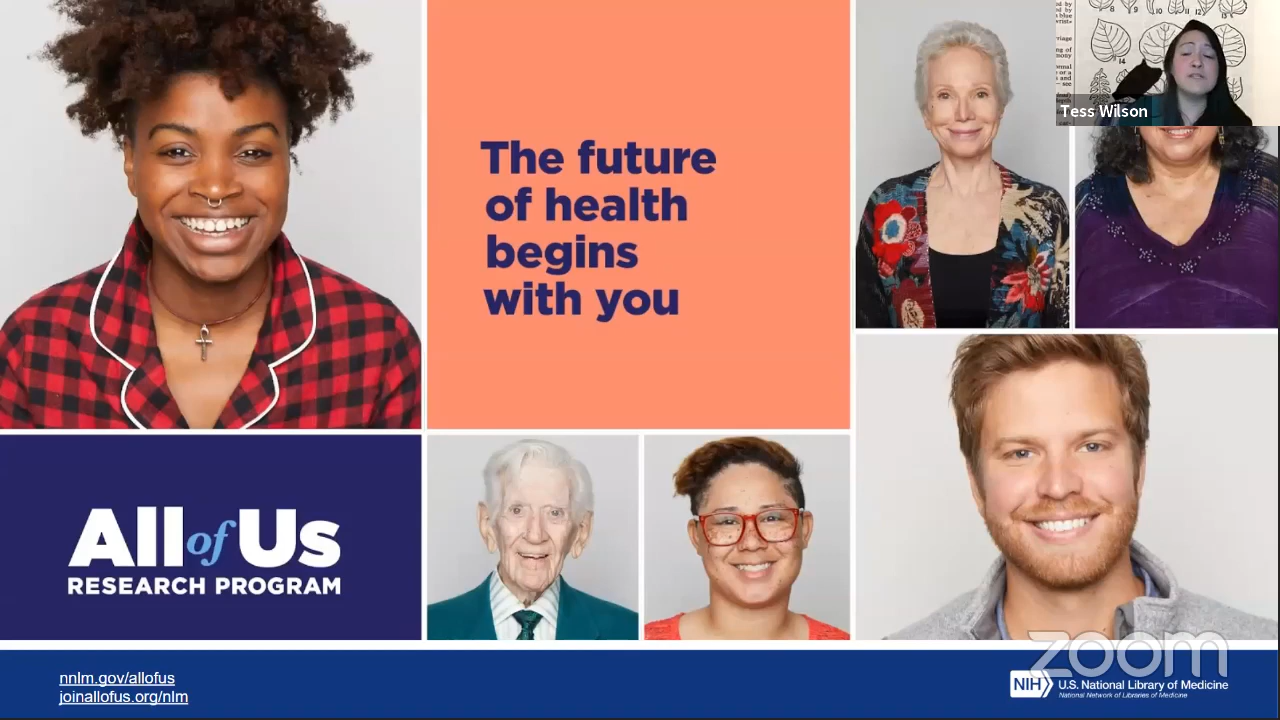 Tess Wilson
The future
of health
begins
with you
All of Us
RESEARCH PROGRAM
nnlm.gov/allofus
joinallofus.org/nlm
zoom
NIH U.S. National Library of Medicine
National Network of Libraries of Medicine